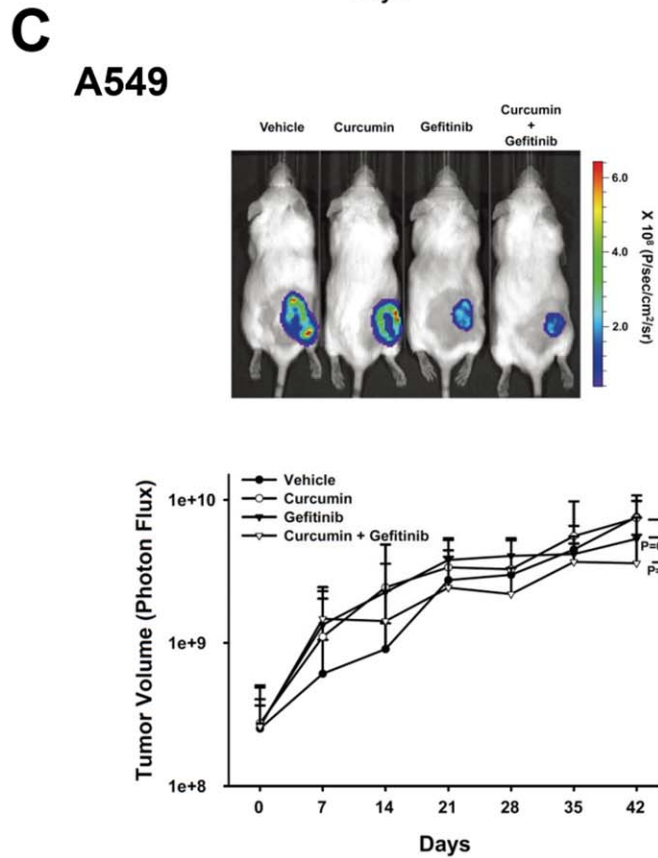 C
A549
Vehicle
Curcumin
Gefitinib
Curcumin
+
Gefitinib
6.0
4.0
2.0
X 10⁸ (P/sec/cm²/sr)
Tumor Volume (Photon Flux)
1e+10
1e+9
1e+8
Vehicle
Curcumin
Gefitinib
Curcumin + Gefitinib
P=
P=
0 7 14 21 28 35 42
Days